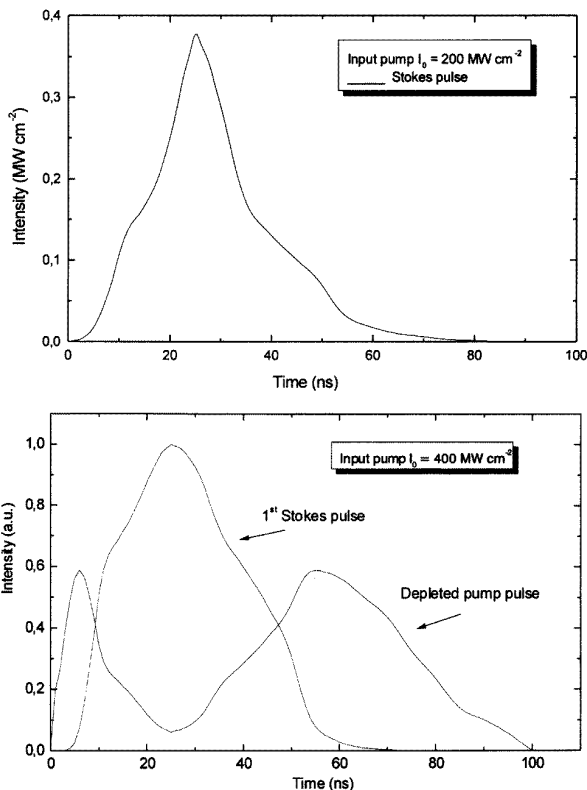 0,4
0,3
0,2
0,1
0,0
Intensity (MW cm⁻²)
Input pump I₀ = 200 MW cm⁻²
Stokes pulse
0 20 40 60 80 100
Time (ns)
1,0
0,8
0,6
0,4
0,2
0,0
Intensity (a.u.)
Input pump I₀ = 400 MW cm⁻²
1ˢᵗ Stokes pulse
Depleted pump pulse
0 20 40 60 80 100
Time (ns)